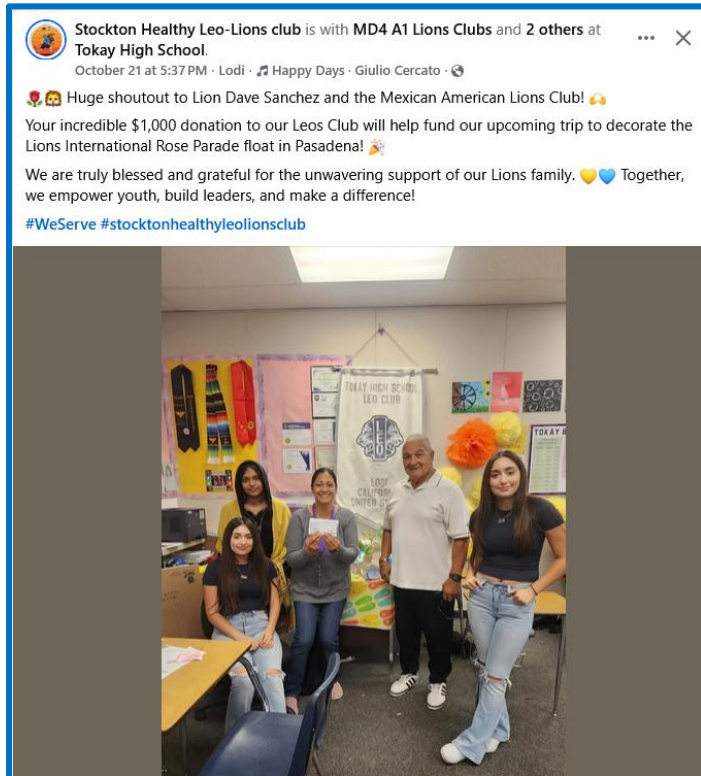 Stockton Healthy Leo-Lions club is with MD4 A1 Lions Clubs and 2 others at
Tokay High School.
October 21 at 5:37 PM · Lodi · 🎵 Happy Days · Giulio Cercato ·
🌹🦁 Huge shoutout to Lion Dave Sanchez and the Mexican American Lions Club! 🙌
Your incredible $1,000 donation to our Leos Club will help fund our upcoming trip to decorate the
Lions International Rose Parade float in Pasadena! 🎉
We are truly blessed and grateful for the unwavering support of our Lions family. 💛💙 Together,
we empower youth, build leaders, and make a difference!
#WeServe #stocktonhealthyleolionsclub
TOKAY HIGH SCHOOL
LEO CLUB
LEO
LODI
CALIFORNIA
UNITED
TOKAY